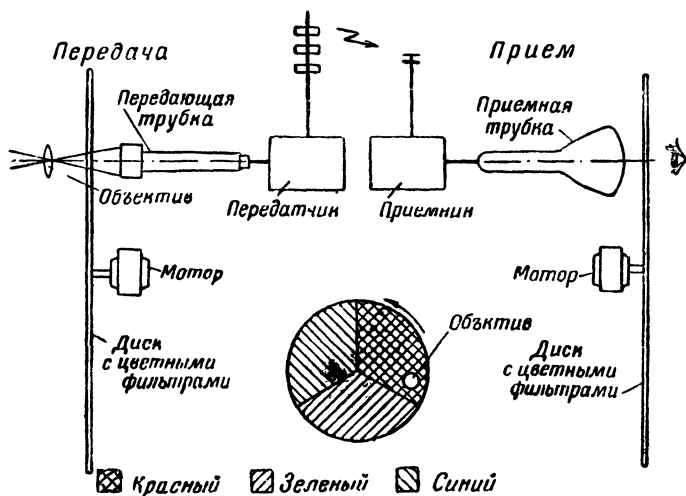 Передача
Прием
Передающая
трубка
Приемная
трубка
Объектив
Передатчик
Приемник
Мотор
Мотор
Объктив
Диск
с цветными
фильтрами
Диск
с цветными
фильтрами
Красный
Зеленый
Синий